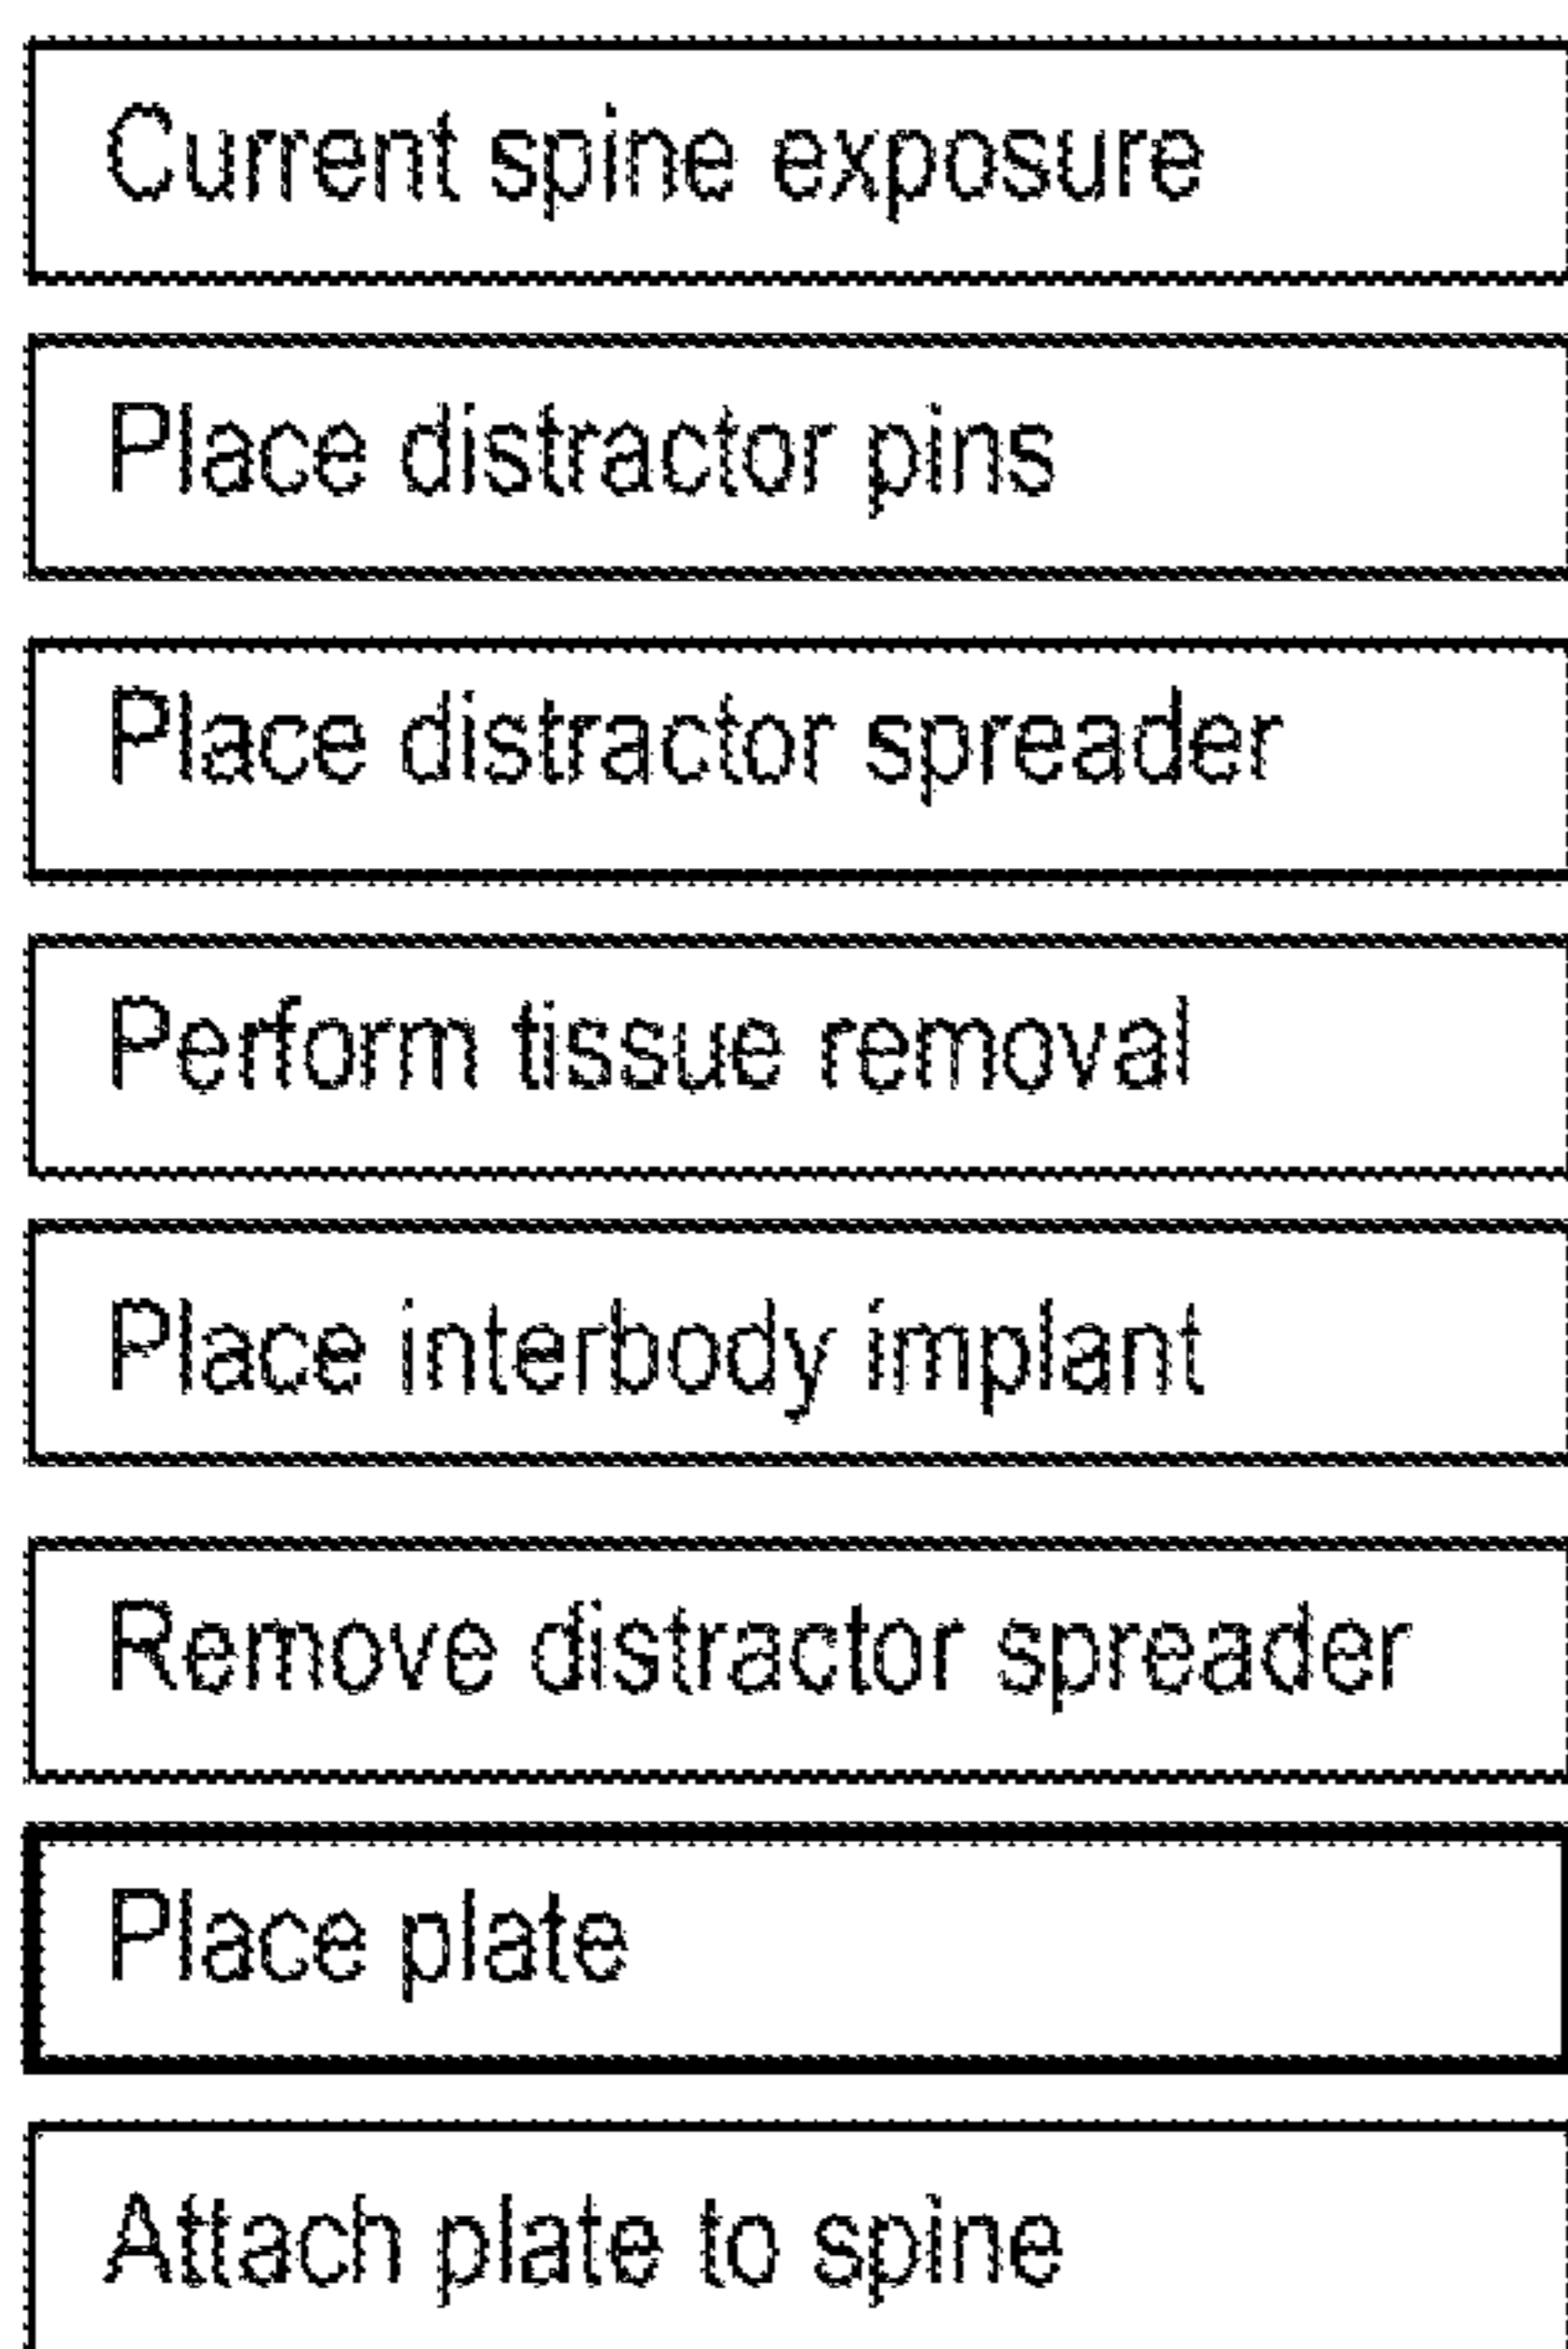 Current spine exposure
Place distractor pins
Place distractor spreader
Perform tissue removal
Place interbody implant
Remove distractor spreader
Place plate
Attach plate to spine